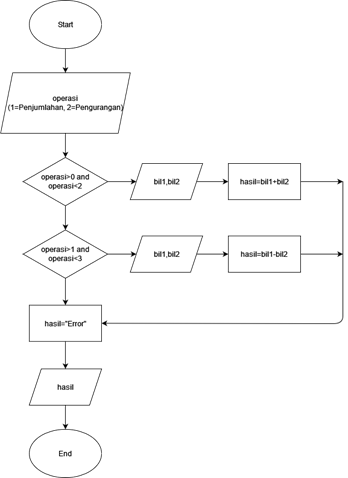 Start
operasi
(1=Penjumlahan, 2=Pengurangan)
operasi>0 and
operasi<2
bil1,bil2
hasil=bil1+bil2
operasi>1 and
operasi<3
bil1,bil2
hasil=bil1-bil2
hasil="Error"
hasil
End